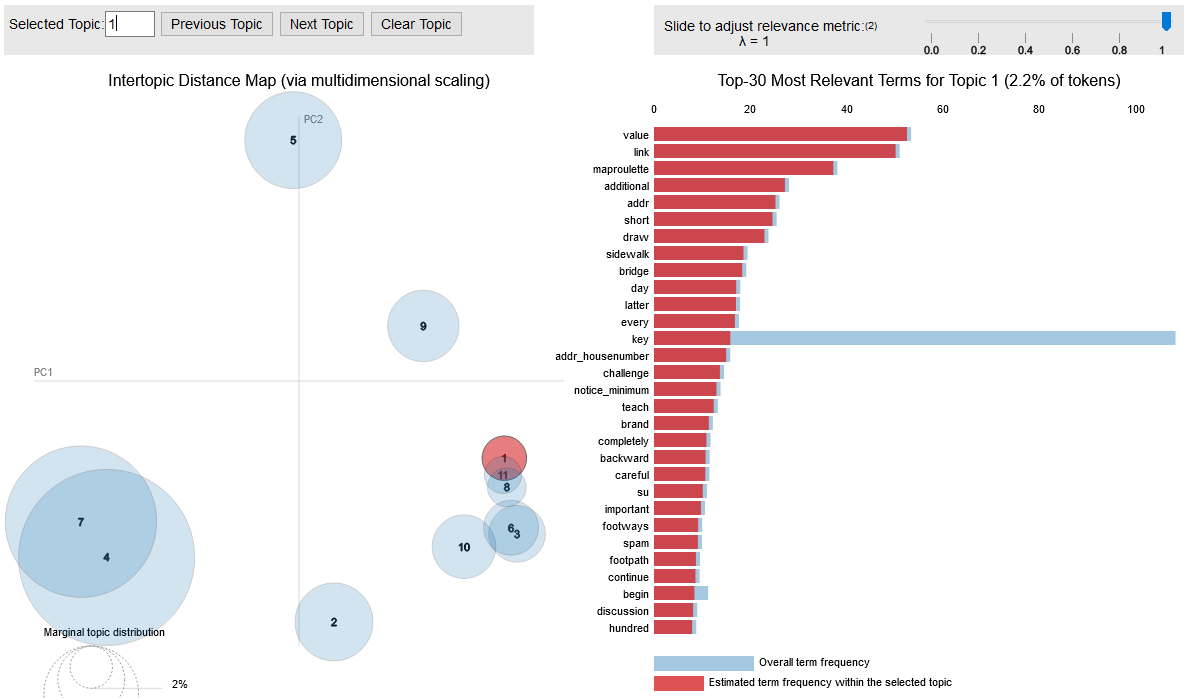 Selected Topic: 1 Previous Topic Next Topic Clear Topic
Slide to adjust relevance metric:(2)
λ = 1
0.0 0.2 0.4 0.6 0.8 1
Intertopic Distance Map (via multidimensional scaling)
PC2
PC1
5
9
1
11
8
6
3
10
7
4
2
Marginal topic distribution
2%
Top-30 Most Relevant Terms for Topic 1 (2.2% of tokens)
0 20 40 60 80 100
value
link
maproulette
additional
addr
short
draw
sidewalk
bridge
day
latter
every
key
addr_housenumber
challenge
notice_minimum
teach
brand
completely
backward
careful
su
important
footways
spam
footpath
continue
begin
discussion
hundred
Overall term frequency
Estimated term frequency within the selected topic